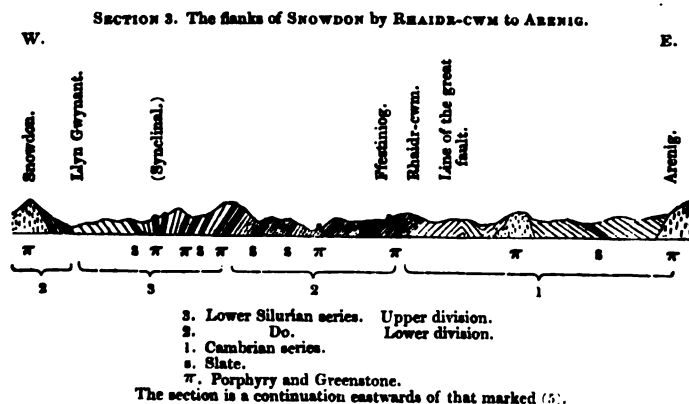 SECTION 3. The flanks of SNOWDON by RHAIDR-CWM to ARENIG.
W. E.
Snowdon.
Llyn Gwynant.
(Synclinal.)
Ffestiniog.
Rhaidr-cwm.
Line of the great
fault.
Arenig.
π s π π s π s s π π π s π
3 3 2 1
3. Lower Silurian series. Upper division.
2. Do. Lower division.
1. Cambrian series.
s. Slate.
π. Porphyry and Greenstone.
The section is a continuation eastwards of that marked (5).